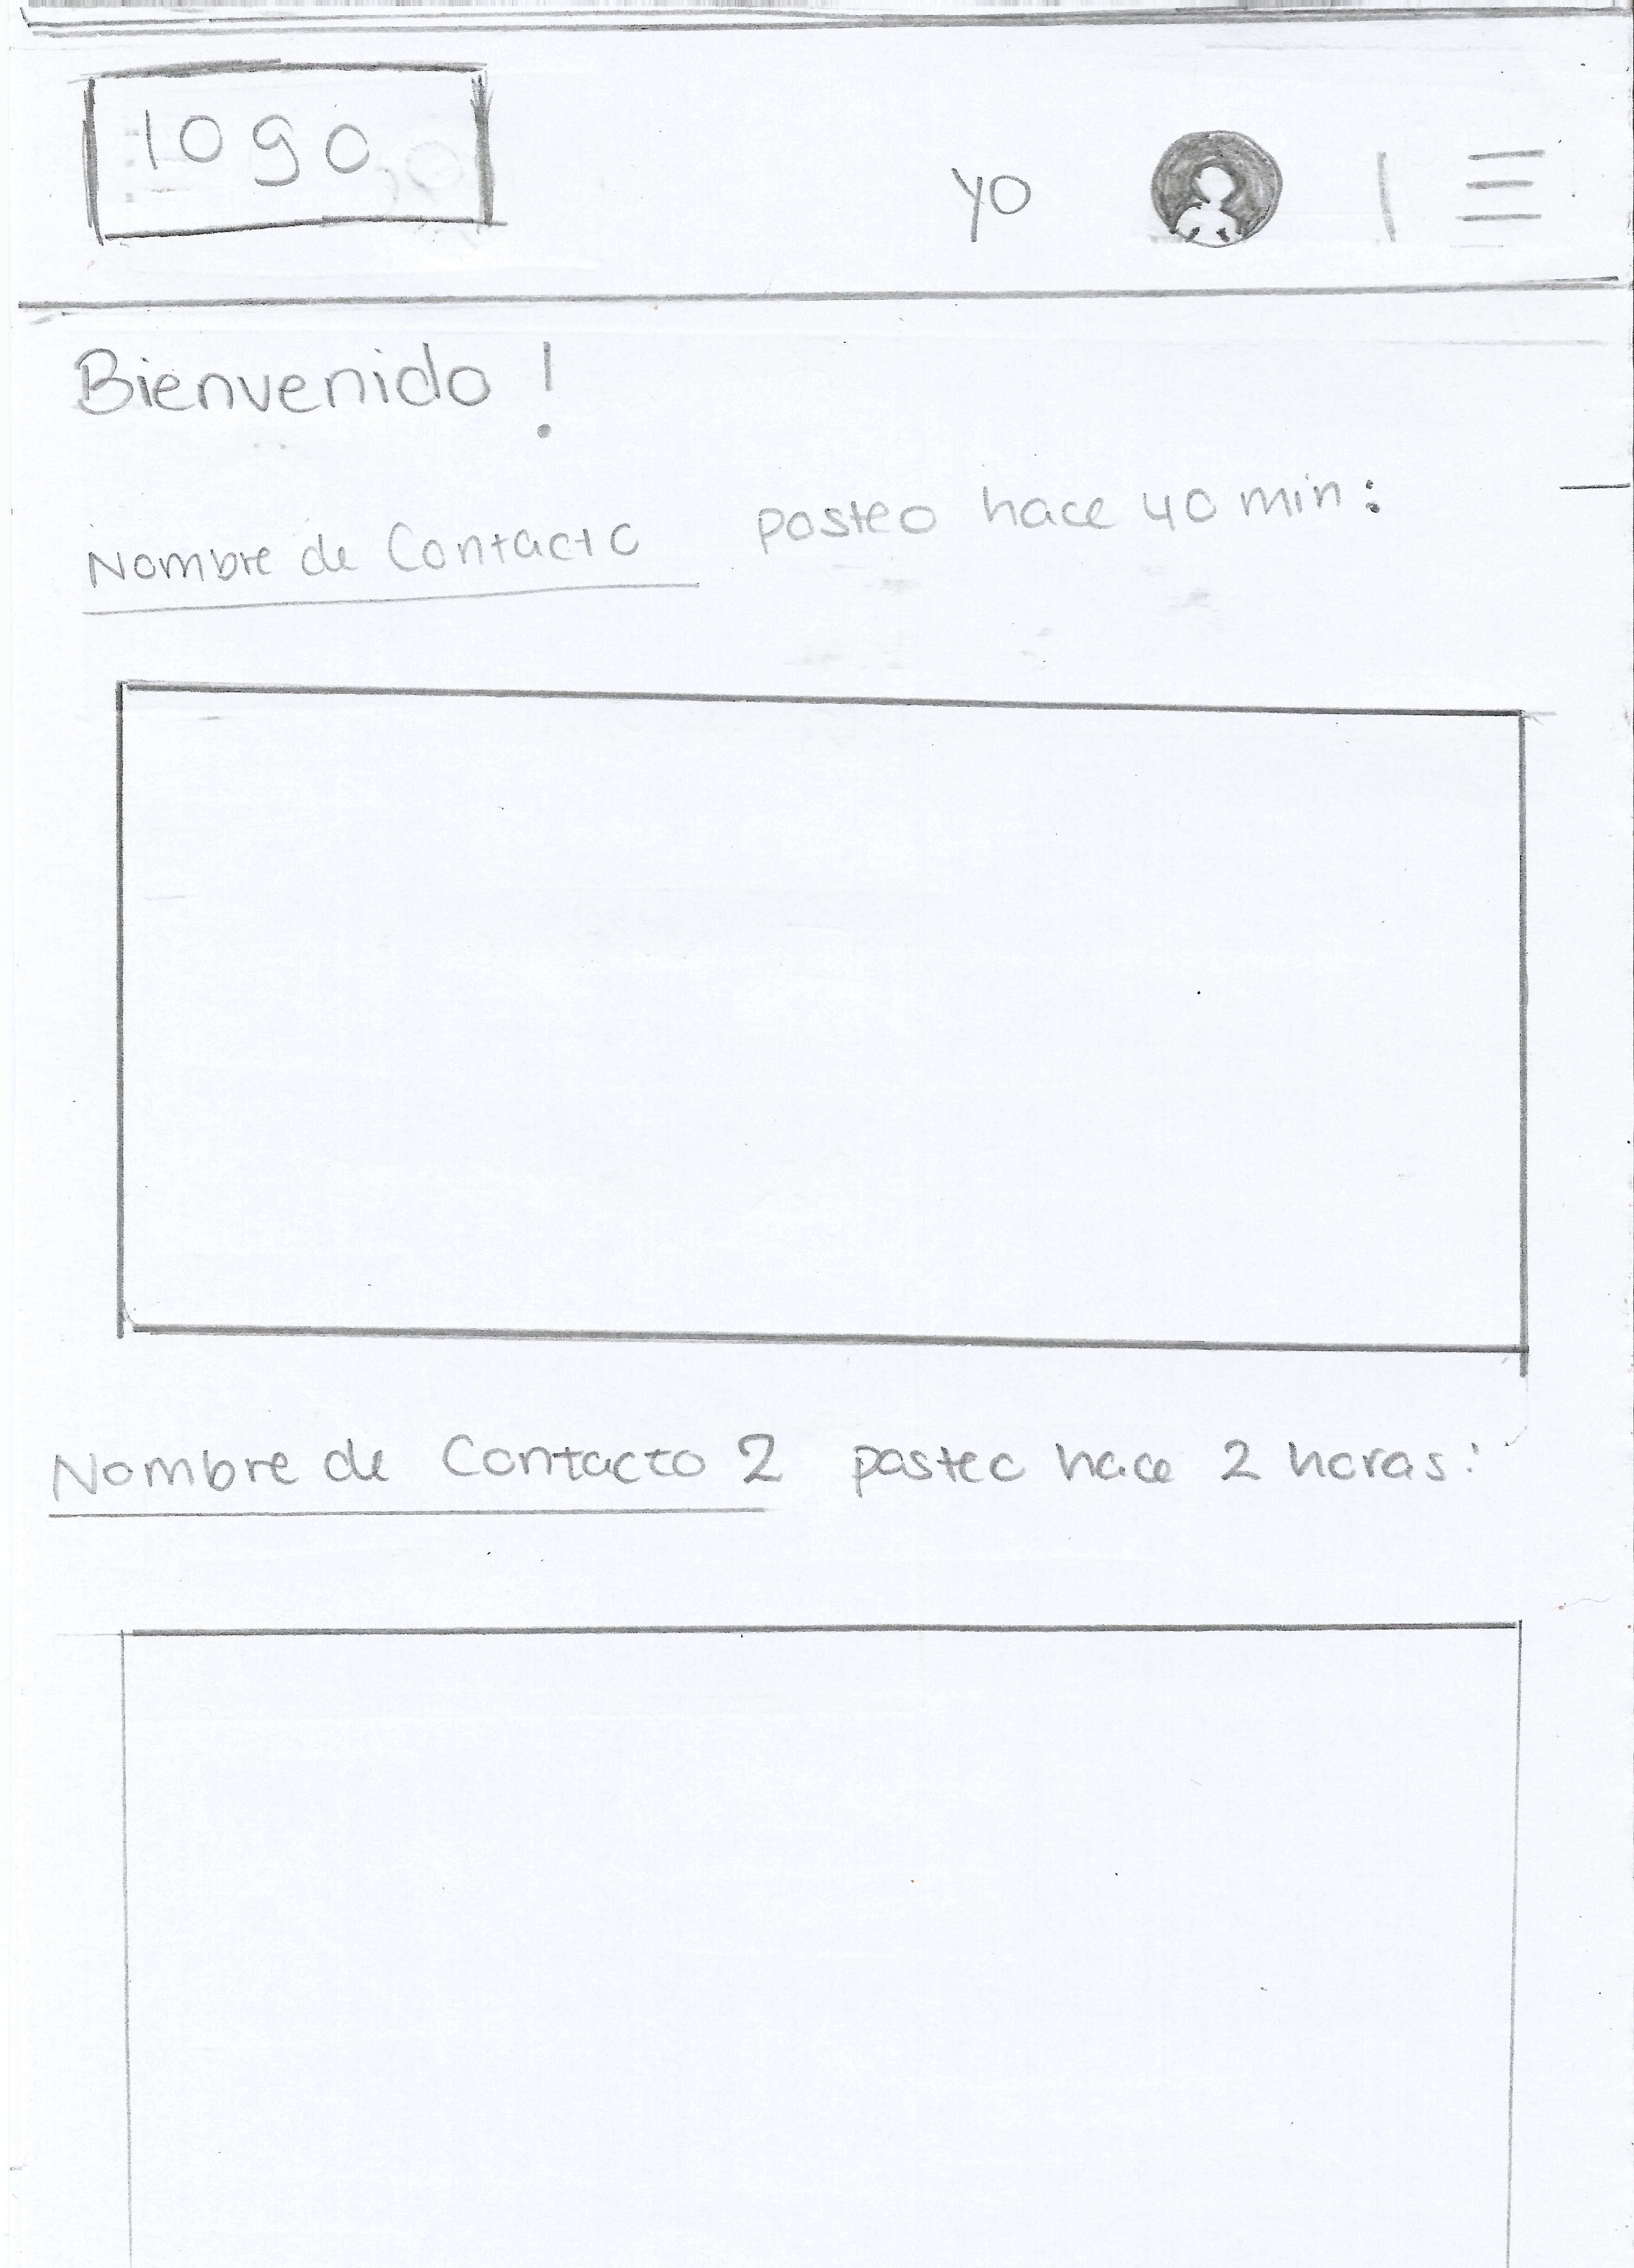 logo
yo
Bienvenido !
Nombre de Contacto posteo hace 40 min:
Nombre de Contacto 2 posteo hace 2 horas: